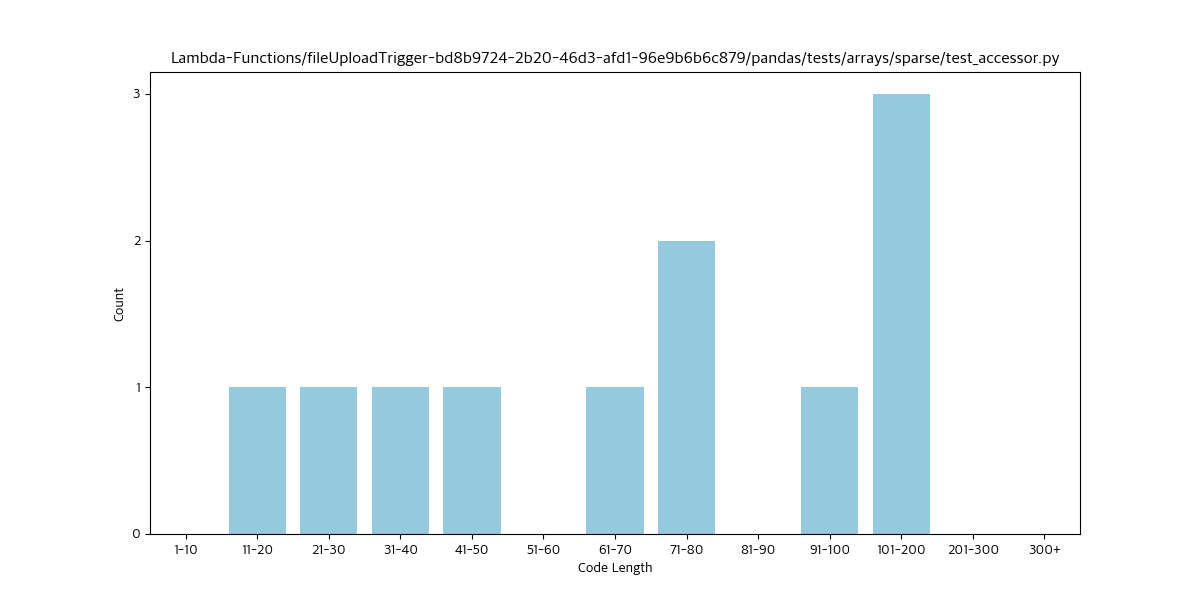 Lambda-Functions/fileUploadTrigger-bd8b9724-2b20-46d3-afd1-96e9b6b6c879/pandas/tests/arrays/sparse/test_accessor.py
3
2
1
0
Count
1-10 11-20 21-30 31-40 41-50 51-60 61-70 71-80 81-90 91-100 101-200 201-300 300+
Code Length